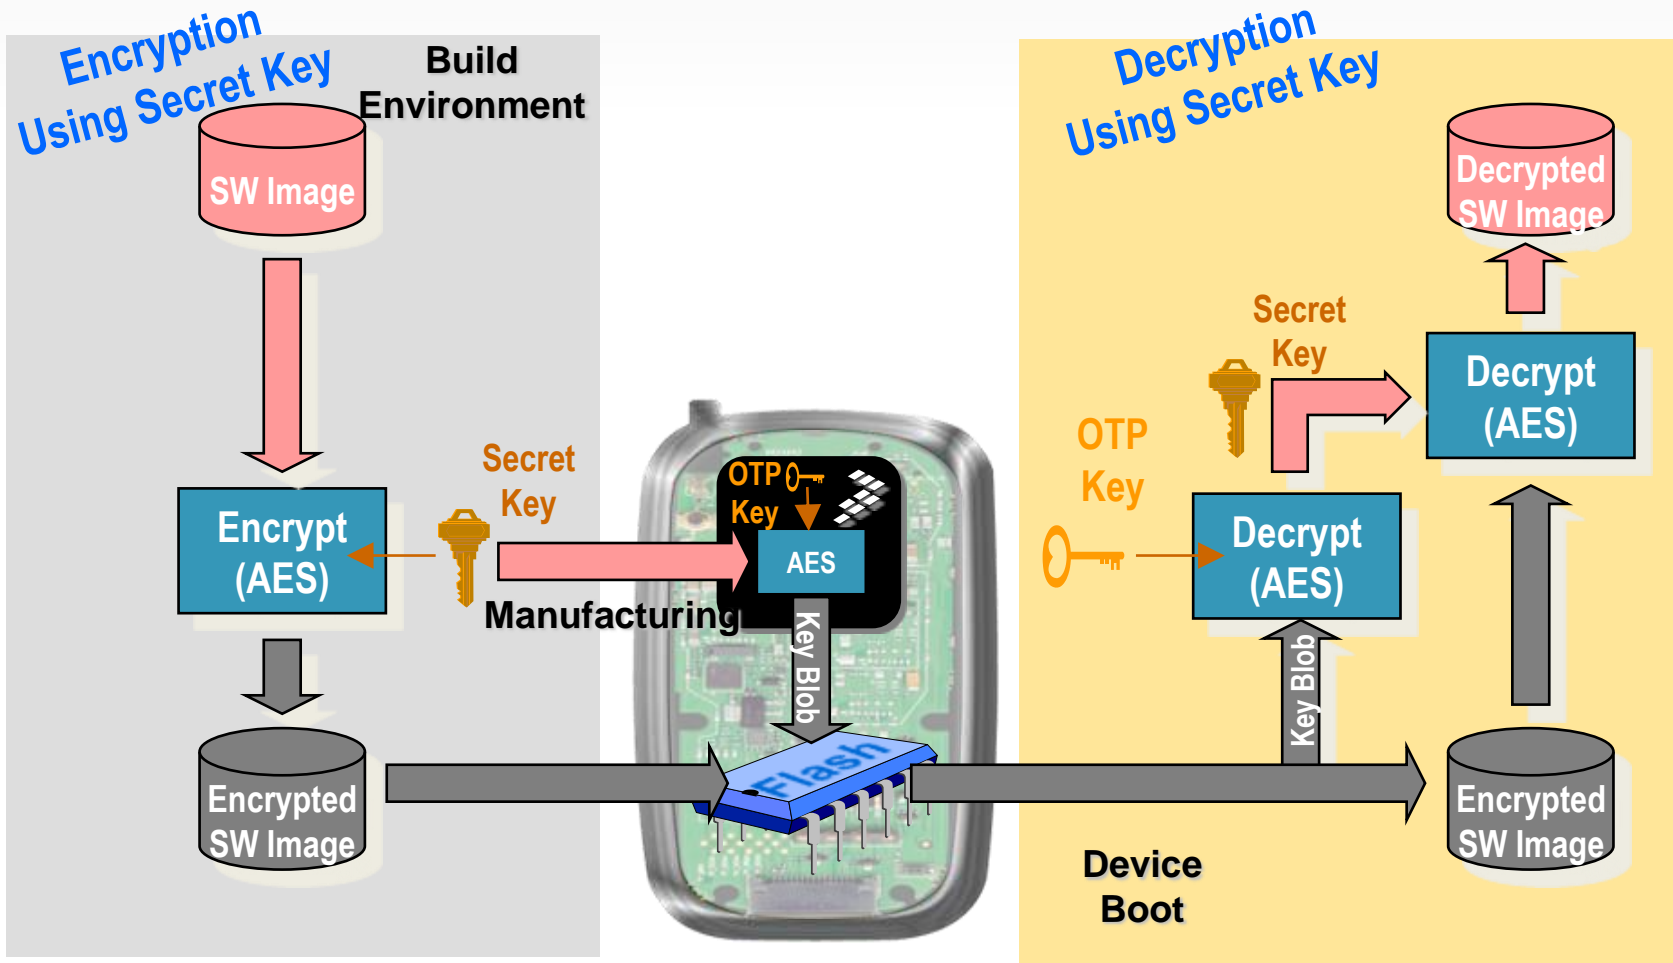 Encryption
Using Secret Key
Build
Environment
SW Image
Secret
Key
Encrypt
(AES)
Encrypted
SW Image
Manufacturing
OTP
Key
AES
Key Blob
Flash
Decryption
Using Secret Key
Decrypted
SW Image
Secret
Key
Decrypt
(AES)
OTP
Key
Decrypt
(AES)
Key Blob
Encrypted
SW Image
Device
Boot